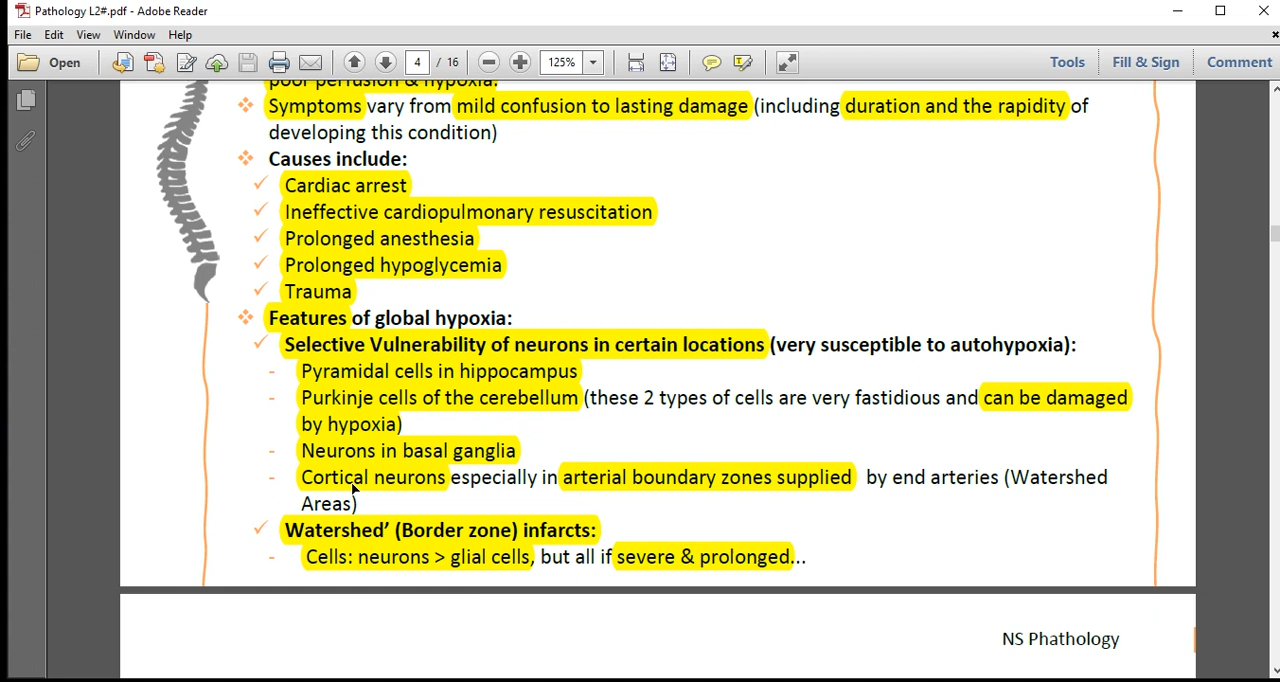 Pathology L2#.pdf - Adobe Reader
File Edit View Window Help
Open 4 / 16 125% Tools Fill & Sign Comment
poor perfusion & hypoxia.
Symptoms vary from mild confusion to lasting damage (including duration and the rapidity of
developing this condition)
Causes include:
Cardiac arrest
Ineffective cardiopulmonary resuscitation
Prolonged anesthesia
Prolonged hypoglycemia
Trauma
Features of global hypoxia:
Selective Vulnerability of neurons in certain locations (very susceptible to autohypoxia):
- Pyramidal cells in hippocampus
- Purkinje cells of the cerebellum (these 2 types of cells are very fastidious and can be damaged
by hypoxia)
- Neurons in basal ganglia
- Cortical neurons especially in arterial boundary zones supplied by end arteries (Watershed
Areas)
Watershed’ (Border zone) infarcts:
- Cells: neurons > glial cells, but all if severe & prolonged...
NS Phathology